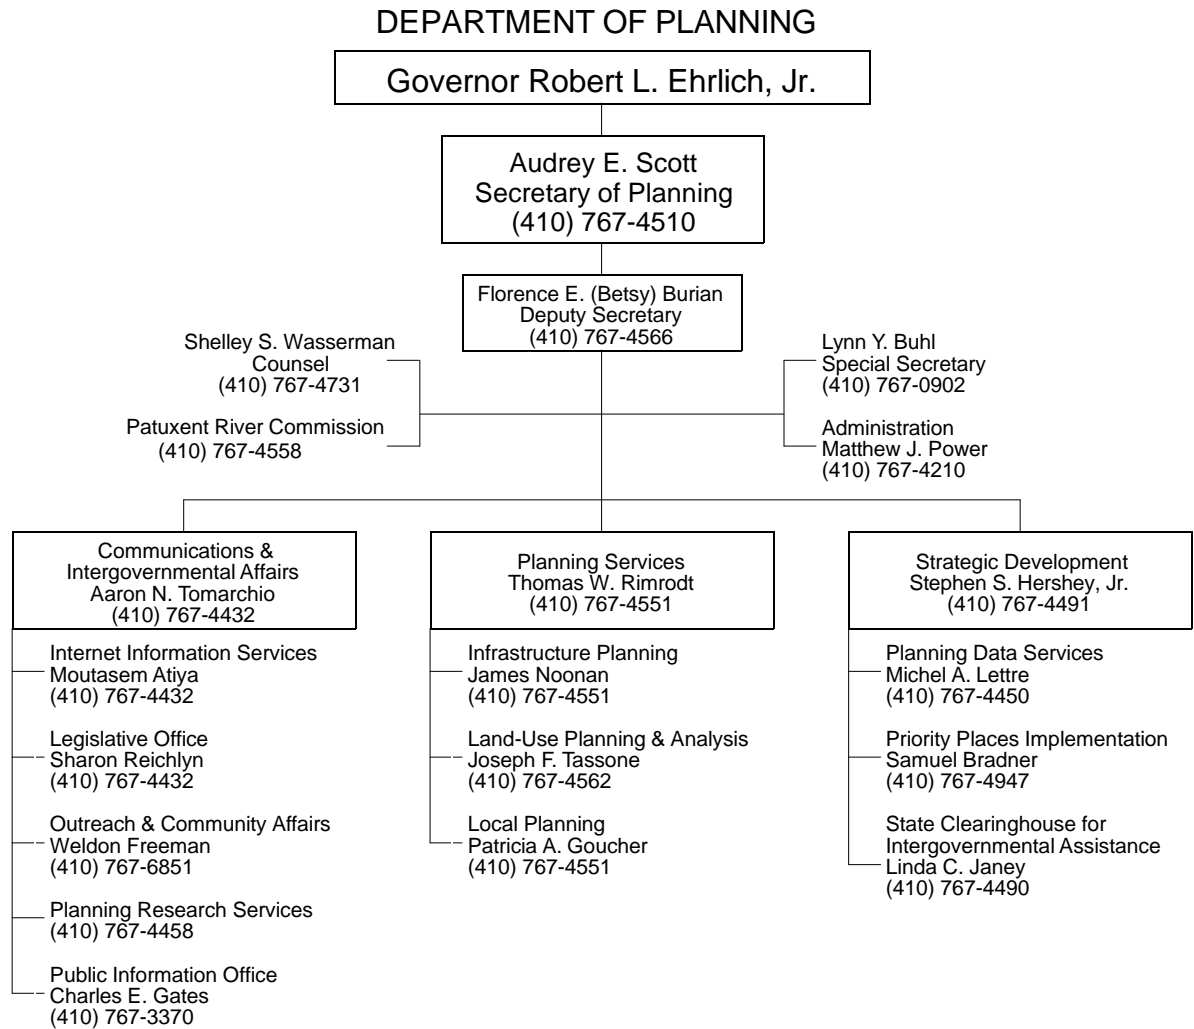 DEPARTMENT OF PLANNING
Governor Robert L. Ehrlich, Jr.
Audrey E. Scott
Secretary of Planning
(410) 767-4510
Florence E. (Betsy) Burian
Deputy Secretary
(410) 767-4566
Shelley S. Wasserman
Counsel
(410) 767-4731
Patuxent River Commission
(410) 767-4558
Lynn Y. Buhl
Special Secretary
(410) 767-0902
Administration
Matthew J. Power
(410) 767-4210
Communications &
Intergovernmental Affairs
Aaron N. Tomarchio
(410) 767-4432
Internet Information Services
Moutasem Atiya
(410) 767-4432
Legislative Office
Sharon Reichlyn
(410) 767-4432
Outreach & Community Affairs
Weldon Freeman
(410) 767-6851
Planning Research Services
(410) 767-4458
Public Information Office
Charles E. Gates
(410) 767-3370
Planning Services
Thomas W. Rimrodt
(410) 767-4551
Infrastructure Planning
James Noonan
(410) 767-4551
Land-Use Planning & Analysis
Joseph F. Tassone
(410) 767-4562
Local Planning
Patricia A. Goucher
(410) 767-4551
Strategic Development
Stephen S. Hershey, Jr.
(410) 767-4491
Planning Data Services
Michel A. Lettre
(410) 767-4450
Priority Places Implementation
Samuel Bradner
(410) 767-4947
State Clearinghouse for
Intergovernmental Assistance
Linda C. Janey
(410) 767-4490